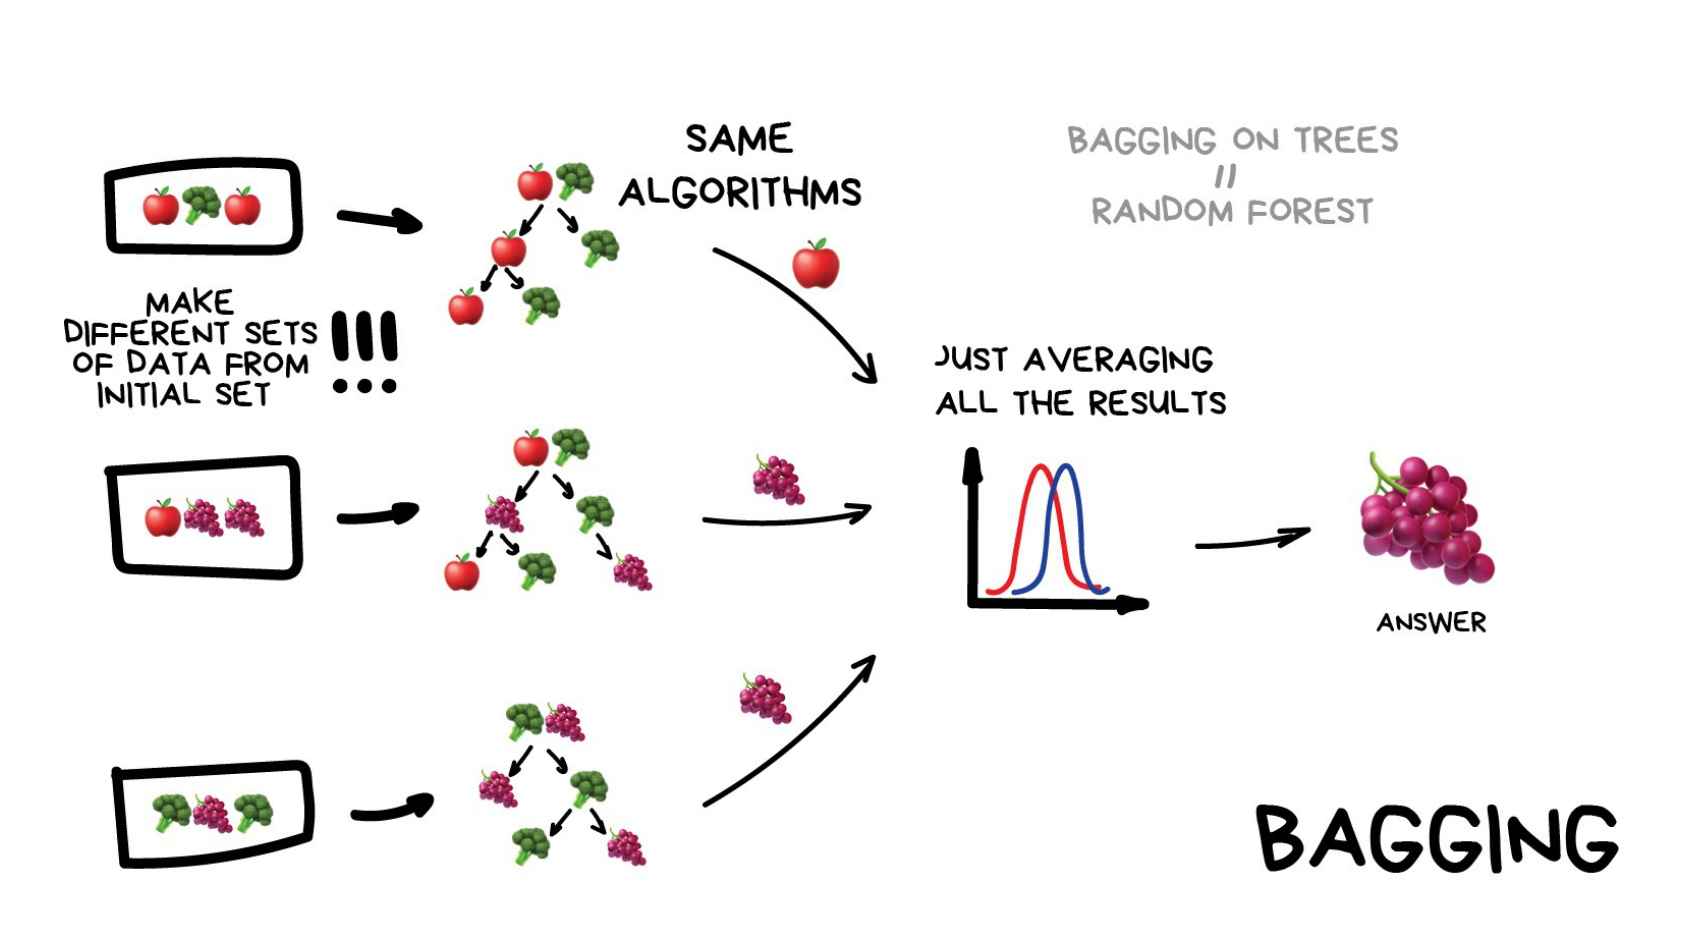 SAME
ALGORITHMS
BAGGING ON TREES
=
RANDOM FOREST
MAKE
DIFFERENT SETS
OF DATA FROM
INITIAL SET
!!!
JUST AVERAGING
ALL THE RESULTS
ANSWER
BAGGING